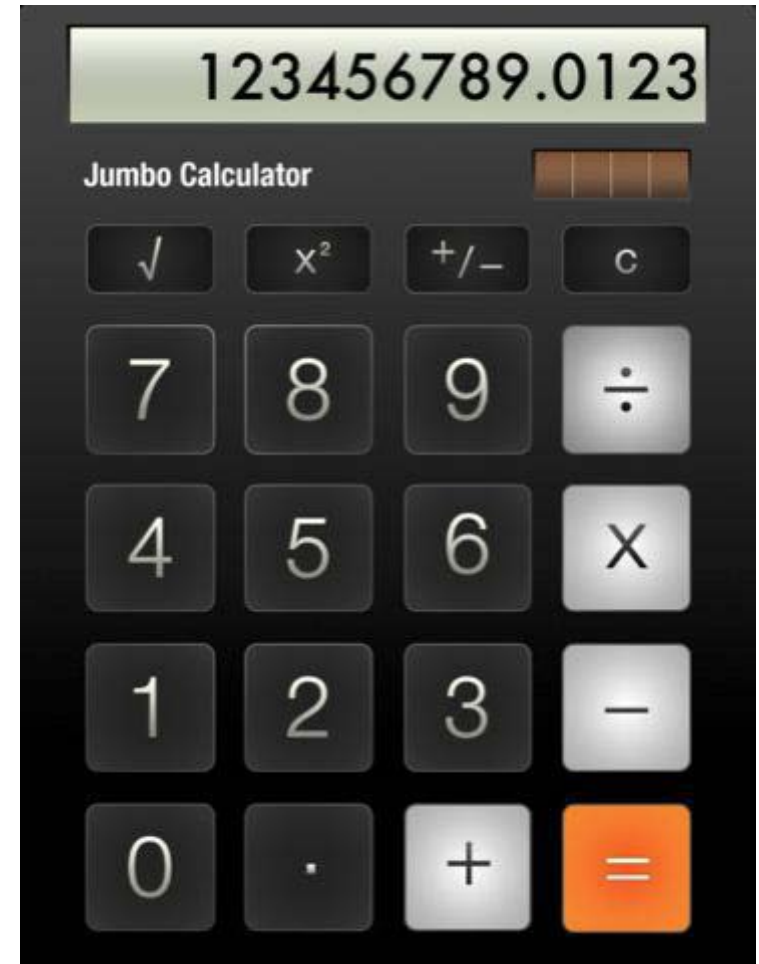 123456789.0123
Jumbo Calculator
√ x² +/− C
7 8 9 ÷
4 5 6 X
1 2 3 −
0 . + =